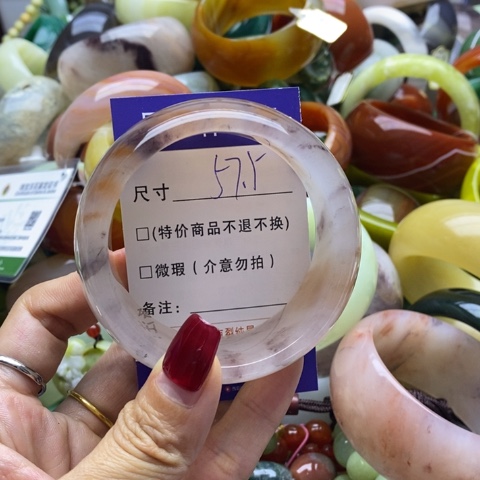 尺寸 57.5
□(特价商品不退不换)
□微瑕(介意勿拍)
备注: